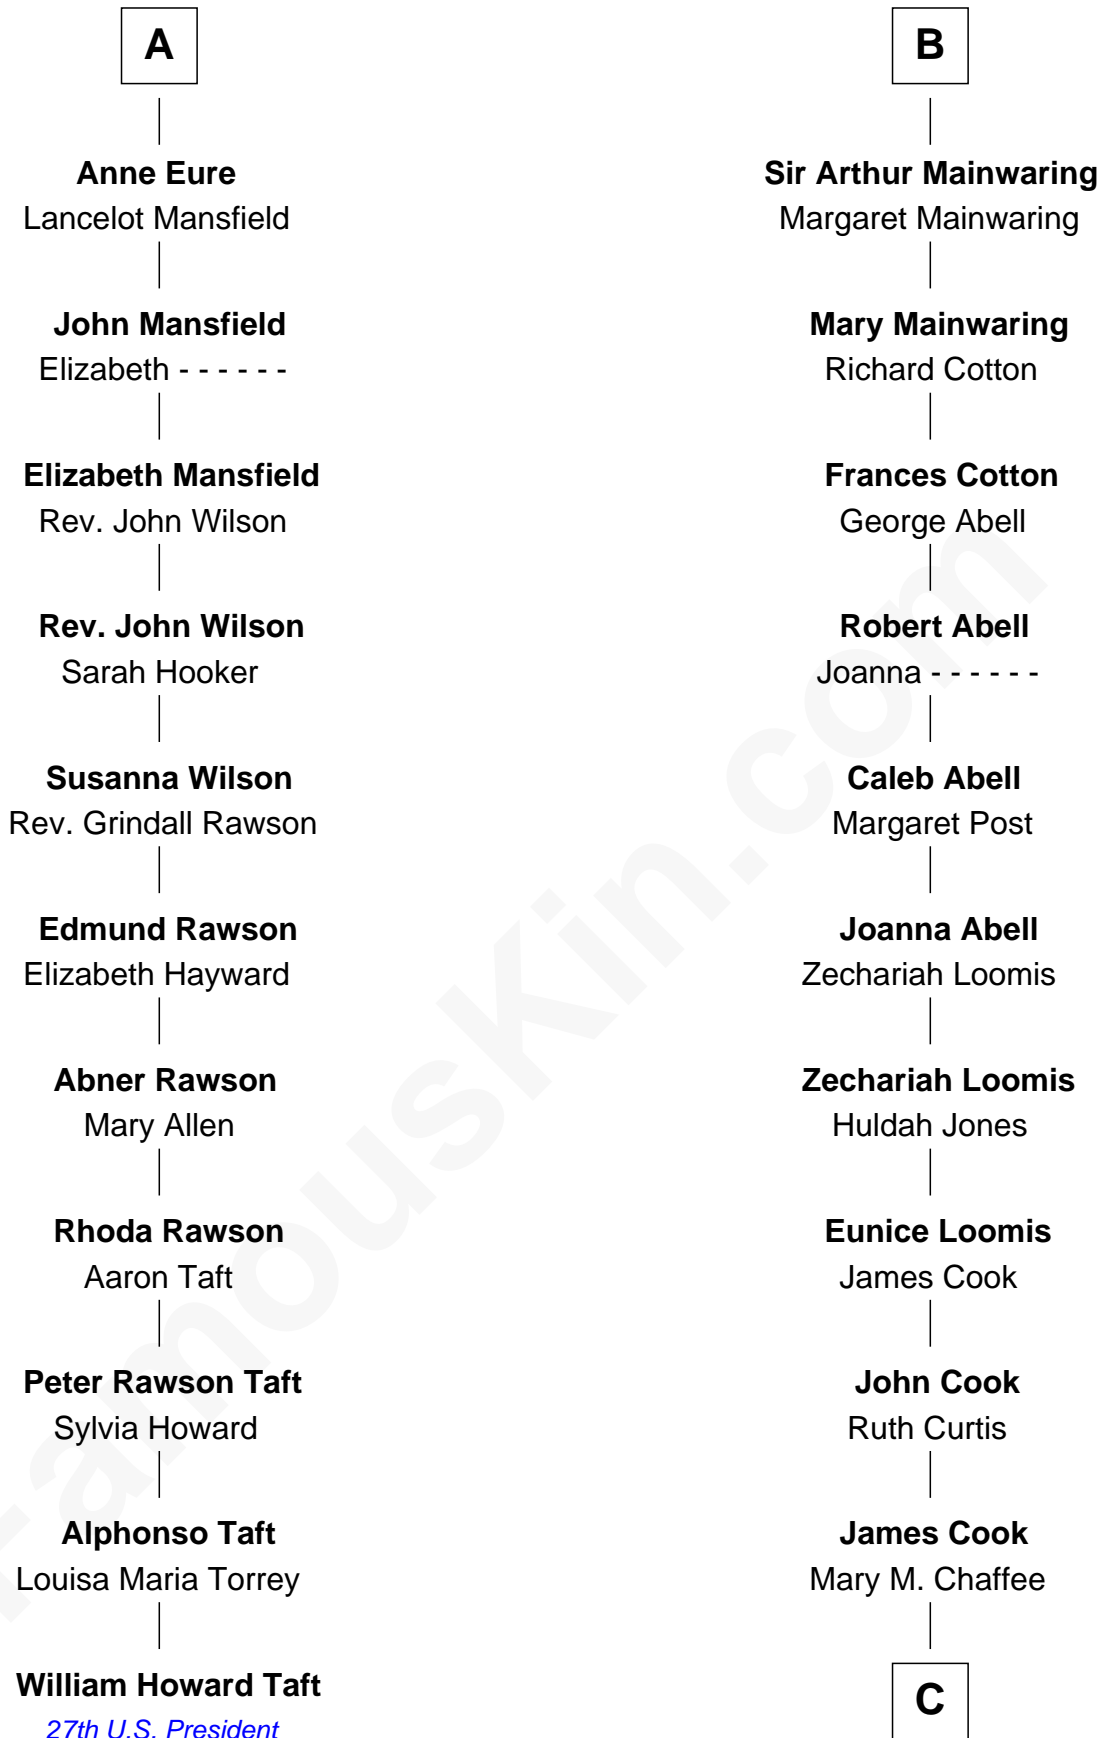 A
Anne Eure
Lancelot Mansfield
John Mansfield
Elizabeth - - - - - -
Elizabeth Mansfield
Rev. John Wilson
Rev. John Wilson
Sarah Hooker
Susanna Wilson
Rev. Grindall Rawson
Edmund Rawson
Elizabeth Hayward
Abner Rawson
Mary Allen
Rhoda Rawson
Aaron Taft
Peter Rawson Taft
Sylvia Howard
Alphonso Taft
Louisa Maria Torrey
William Howard Taft
27th U.S. President
B
Sir Arthur Mainwaring
Margaret Mainwaring
Mary Mainwaring
Richard Cotton
Frances Cotton
George Abell
Robert Abell
Joanna - - - - - -
Caleb Abell
Margaret Post
Joanna Abell
Zechariah Loomis
Zechariah Loomis
Huldah Jones
Eunice Loomis
James Cook
John Cook
Ruth Curtis
James Cook
Mary M. Chaffee
C
FamousKin.com